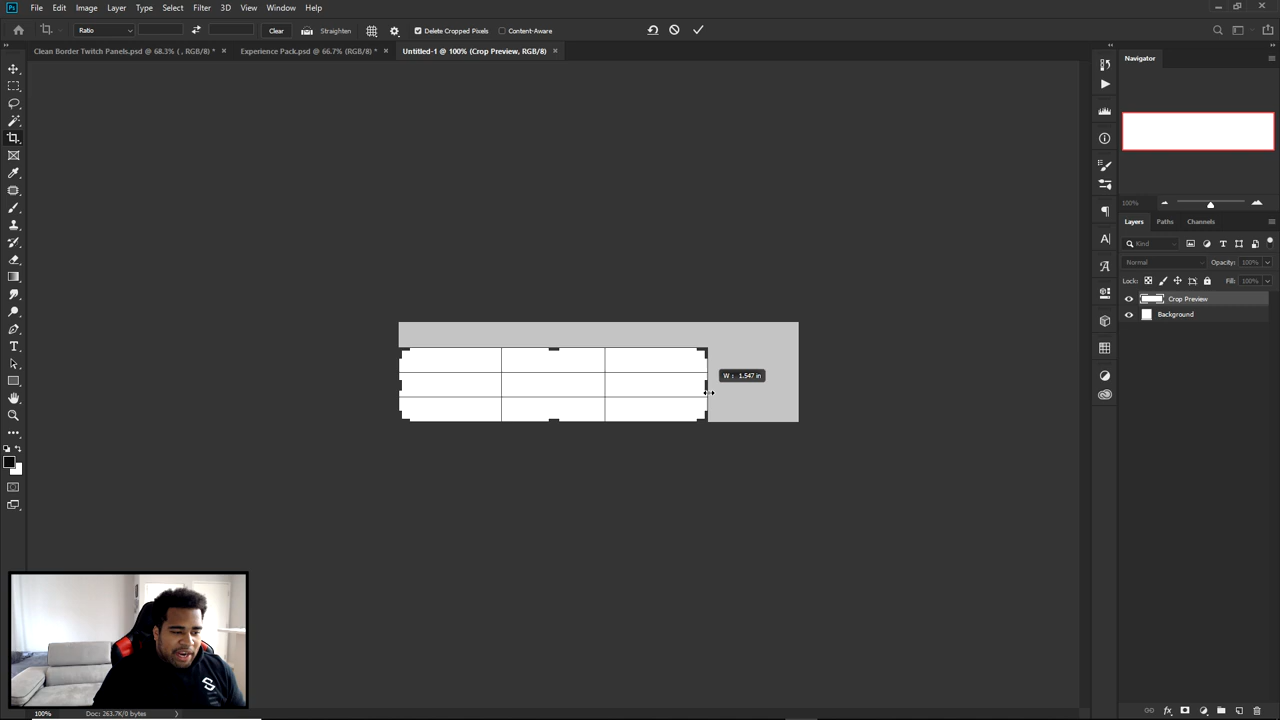 Ps File Edit Image Layer Type Select Filter 3D View Window Help
Ratio Clear Straighten Delete Cropped Pixels Content-Aware
Clean Border Twitch Panels.psd @ 68.3% ( , RGB/8) * × Experience Pack.psd @ 66.7% (RGB/8) * × Untitled-1 @ 100% (Crop Preview, RGB/8) ×
Navigator
100%
Layers Paths Channels
Kind
Normal Opacity: 100%
Lock: Fill: 100%
Crop Preview
Background
W : 1.547 in
100% Doc: 263.7K/0 bytes